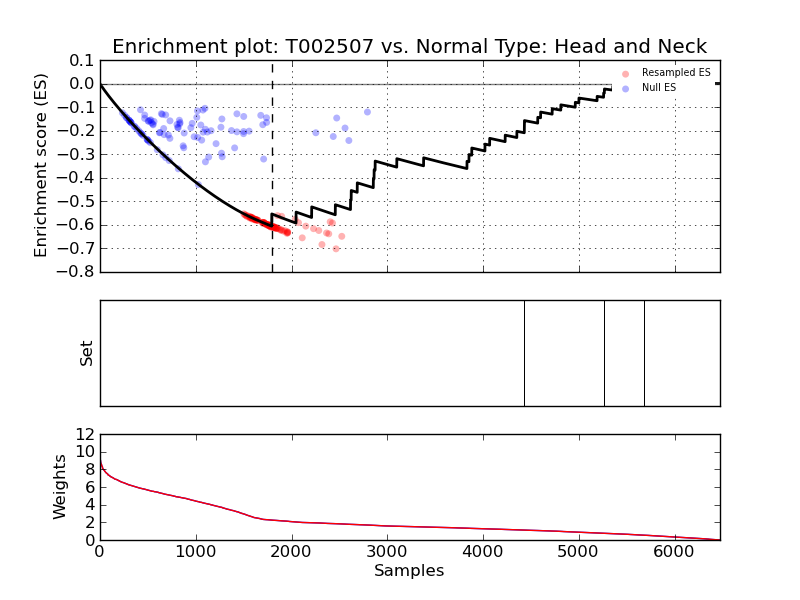 Enrichment plot: T002507 vs. Normal Type: Head and Neck
Enrichment score (ES)
0.1
0.0
−0.1
−0.2
−0.3
−0.4
−0.5
−0.6
−0.7
−0.8
Resampled ES
Null ES
Set
Weights
12
10
8
6
4
2
0
0 1000 2000 3000 4000 5000 6000
Samples